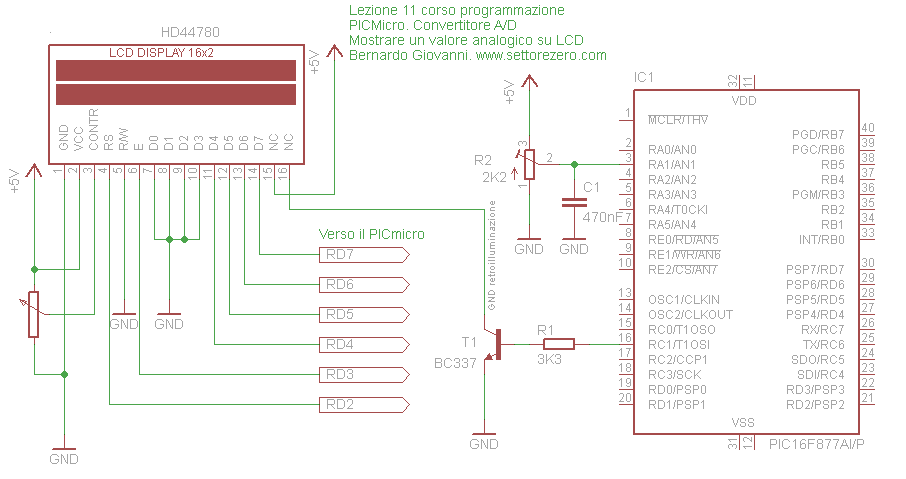 Lezione 11 corso programmazione
PICMicro. Convertitore A/D
Mostrare un valore analogico su LCD
Bernardo Giovanni. www.settorezero.com
HD44780
LCD DISPLAY 16x2
GND
VCC
CONTR
RS
R/W
E
D0
D1
D2
D3
D4
D5
D6
D7
NC
NC
1
2
3
4
5
6
7
8
9
10
11
12
13
14
15
16
+5V
+5V
GND
GND
GND
Verso il PICmicro
RD7
RD6
RD5
RD4
RD3
RD2
GND retroilluminazione
T1
BC337
GND
R1
3K3
+5V
R2
2K2
3
2
1
GND
C1
470nF
GND
IC1
32
11
VDD
1
MCLR/THV
2
RA0/AN0
3
RA1/AN1
4
RA2/AN2
5
RA3/AN3
6
RA4/T0CKI
7
RA5/AN4
8
RE0/RD/AN5
9
RE1/WR/AN6
10
RE2/CS/AN7
13
OSC1/CLKIN
14
OSC2/CLKOUT
15
RC0/T1OSO
16
RC1/T1OSI
17
RC2/CCP1
18
RC3/SCK
19
RD0/PSP0
20
RD1/PSP1
PGD/RB7
40
PGC/RB6
39
RB5
38
RB4
37
PGM/RB3
36
RB2
35
RB1
34
INT/RB0
33
PSP7/RD7
30
PSP6/RD6
29
PSP5/RD5
28
PSP4/RD4
27
RX/RC7
26
TX/RC6
25
SDO/RC5
24
SDI/RC4
23
RD3/PSP3
22
RD2/PSP2
21
VSS
31
12
PIC16F877AI/P